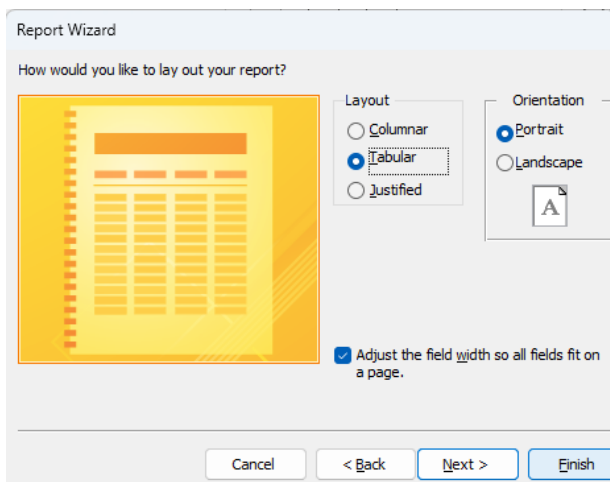 Report Wizard
How would you like to lay out your report?
Layout
Columnar
Tabular
Justified
Orientation
Portrait
Landscape
A
Adjust the field width so all fields fit on
a page.
Cancel
< Back
Next >
Finish